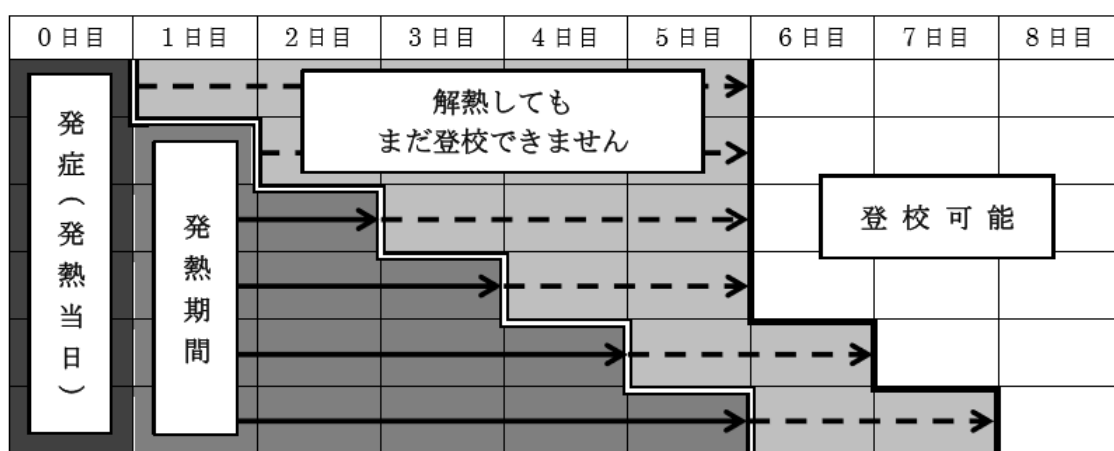 0日目 1日目 2日目 3日目 4日目 5日目 6日目 7日目 8日目
発症(発熱当日)
発熱期間
解熱しても
まだ登校できません
登校可能